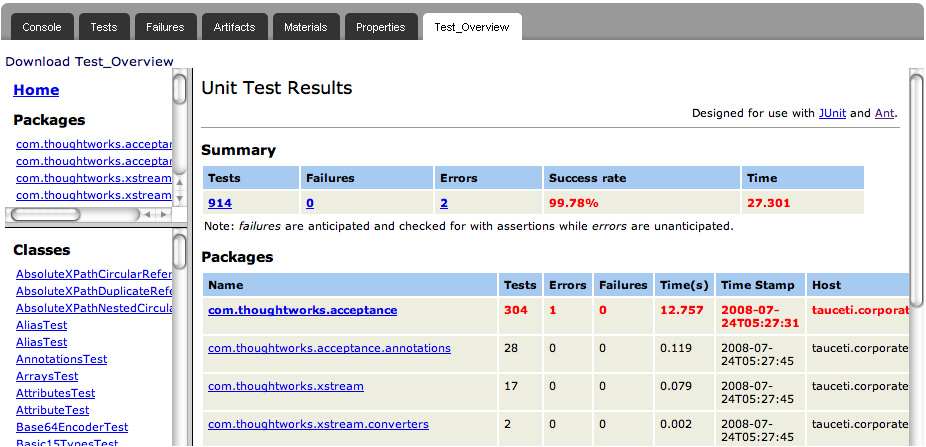 Console Tests Failures Artifacts Materials Properties Test_Overview
Download Test_Overview
Home
Packages
com.thoughtworks.acceptan
com.thoughtworks.acceptan
com.thoughtworks.xstream
com.thoughtworks.xstream
Classes
AbsoluteXPathCircularRefer
AbsoluteXPathDuplicateRefe
AbsoluteXPathNestedCircula
AliasTest
AliasTest
AnnotationsTest
ArraysTest
AttributesTest
AttributeTest
Base64EncoderTest
Basic15TypesTest
Unit Test Results
Designed for use with JUnit and Ant.
Summary
Tests Failures Errors Success rate Time
914 0 2 99.78% 27.301
Note: failures are anticipated and checked for with assertions while errors are unanticipated.
Packages
Name Tests Errors Failures Time(s) Time Stamp Host
com.thoughtworks.acceptance 304 1 0 12.757 2008-07-
24T05:27:31 tauceti.corporate
com.thoughtworks.acceptance.annotations 28 0 0 0.119 2008-07-
24T05:27:45 tauceti.corporate
com.thoughtworks.xstream 17 0 0 0.079 2008-07-
24T05:27:45 tauceti.corporate
com.thoughtworks.xstream.converters 2 0 0 0.002 2008-07-
24T05:27:45 tauceti.corporate